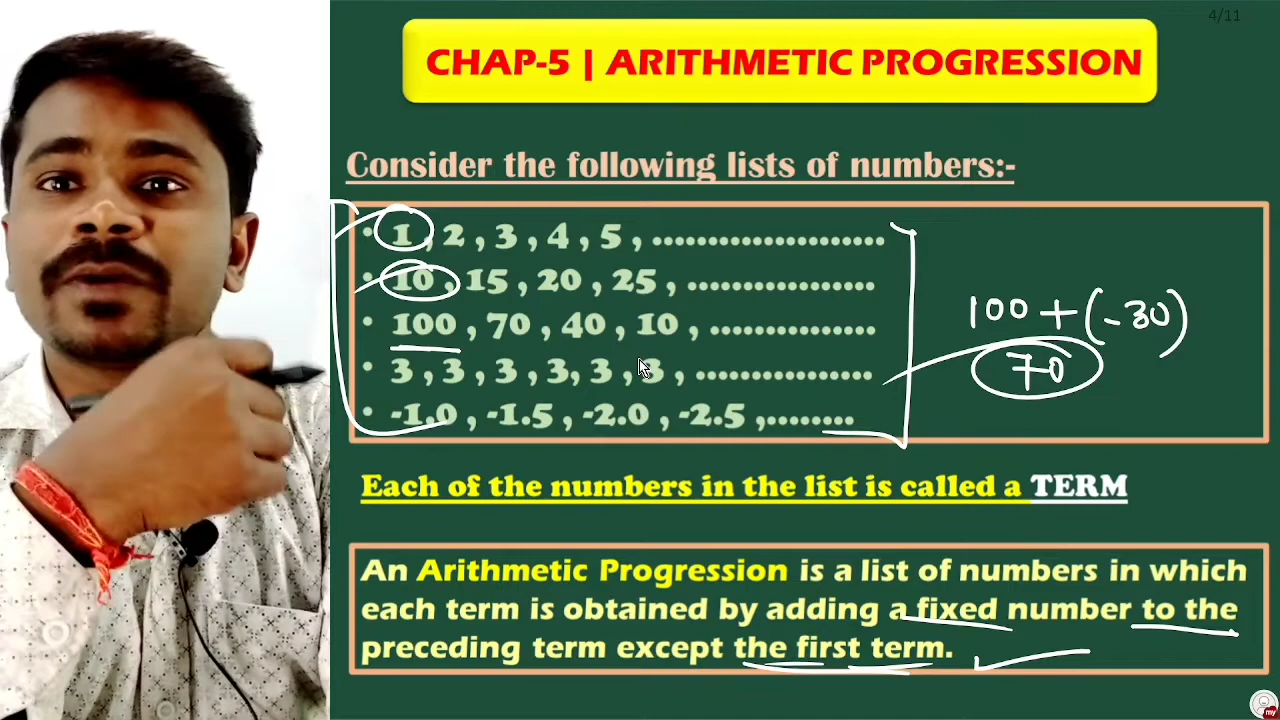 4/11
CHAP-5 | ARITHMETIC PROGRESSION
Consider the following lists of numbers:-
• 1 , 2 , 3 , 4 , 5 , .....................
• 10 , 15 , 20 , 25 , .................
• 100 , 70 , 40 , 10 , ................
• 3 , 3 , 3 , 3, 3 , 3 , .................
• -1.0 , -1.5 , -2.0 , -2.5 ,.........
100 + (-30)
70
Each of the numbers in the list is called a TERM
An Arithmetic Progression is a list of numbers in which
each term is obtained by adding a fixed number to the
preceding term except the first term.
my